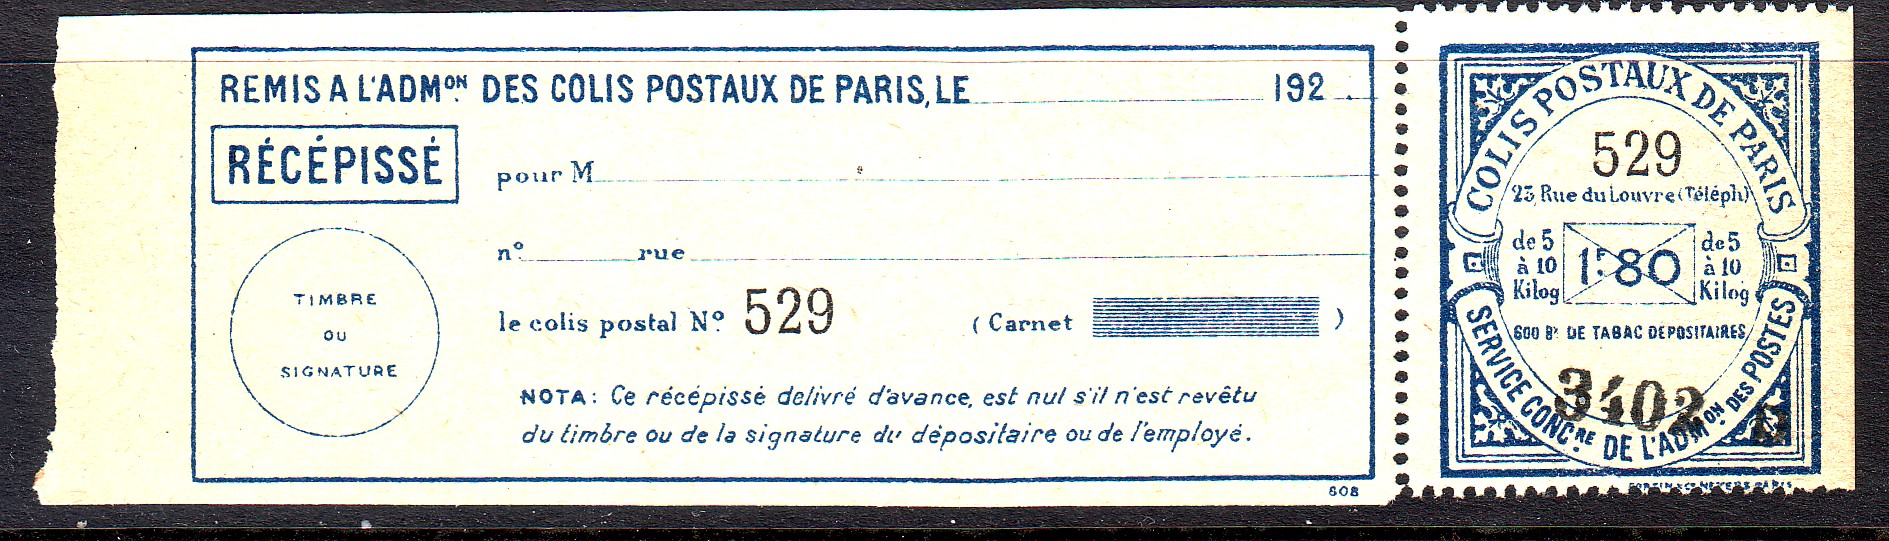 REMIS A L'ADMᵒⁿ. DES COLIS POSTAUX DE PARIS, LE 192 .
RÉCÉPISSÉ
pour M
n° rue
le colis postal N° 529 (Carnet )
TIMBRE
OU
SIGNATURE
NOTA: Ce récépissé delivré d'avance, est nul s'il n'est revêtu
du timbre ou de la signature du dépositaire ou de l'employé.
608
COLIS POSTAUX DE PARIS
529
23, Rue du Louvre (Téléph)
de 5
à 10
Kilog
1F.80
de 5
à 10
Kilog
600 Bx DE TABAC DEPOSITAIRES
3402
SERVICE CONCRE DE L'ADMON DES POSTES